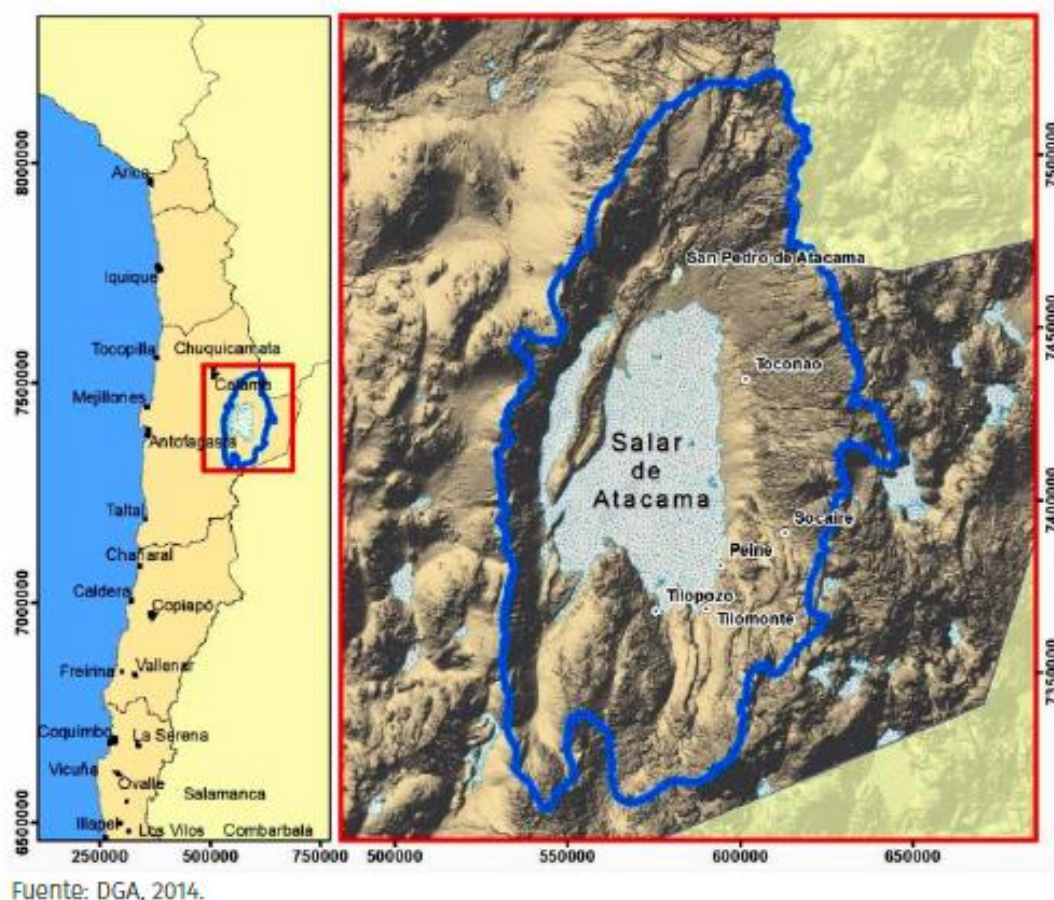 8000000
7500000
7000000
6500000
Arica
Iquique
Tocopilla
Chuquicamata
Calama
Mejillones
Antofagasta
Taltal
Chañaral
Caldera
Copiapó
Freirina
Vallenar
Coquimbo
La Serena
Vicuña
Ovalle
Salamanca
Illapel
Los Vilos
Combarbalá
250000
500000
750000
San Pedro de Atacama
Toconao
Salar
de
Atacama
Socaire
Peine
Tilopozo
Tilomonte
7500000
7450000
7400000
7350000
500000
550000
600000
650000
Fuente: DGA, 2014.